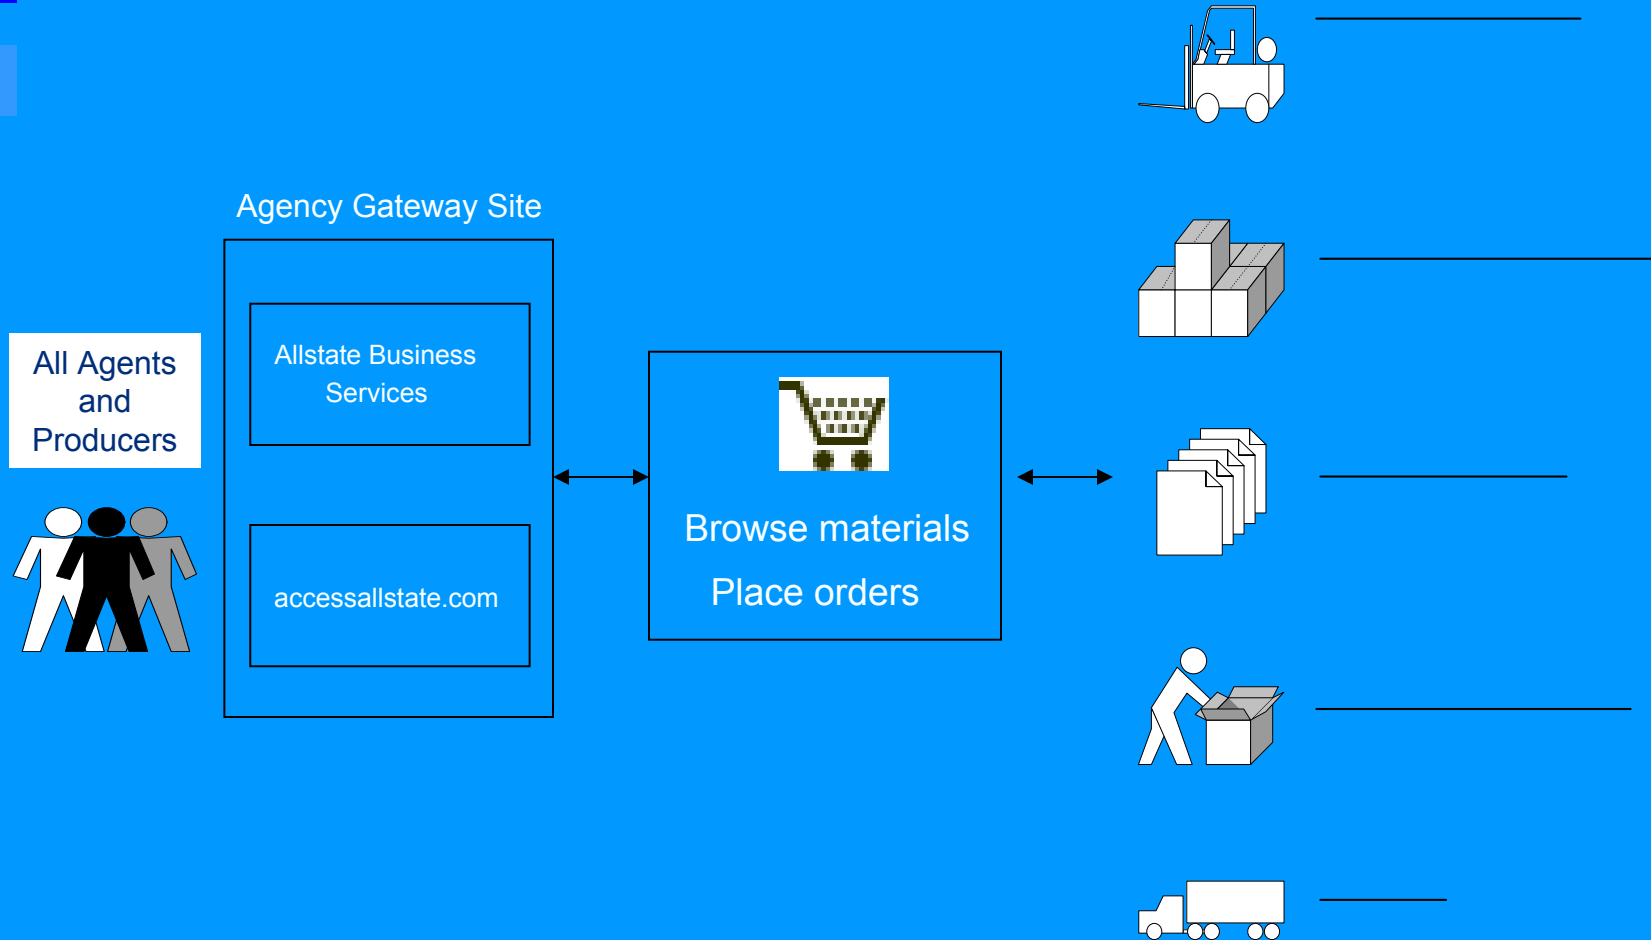 Agency Gateway Site
All Agents
and
Producers
Allstate Business
Services
accessallstate.com
Browse materials
Place orders